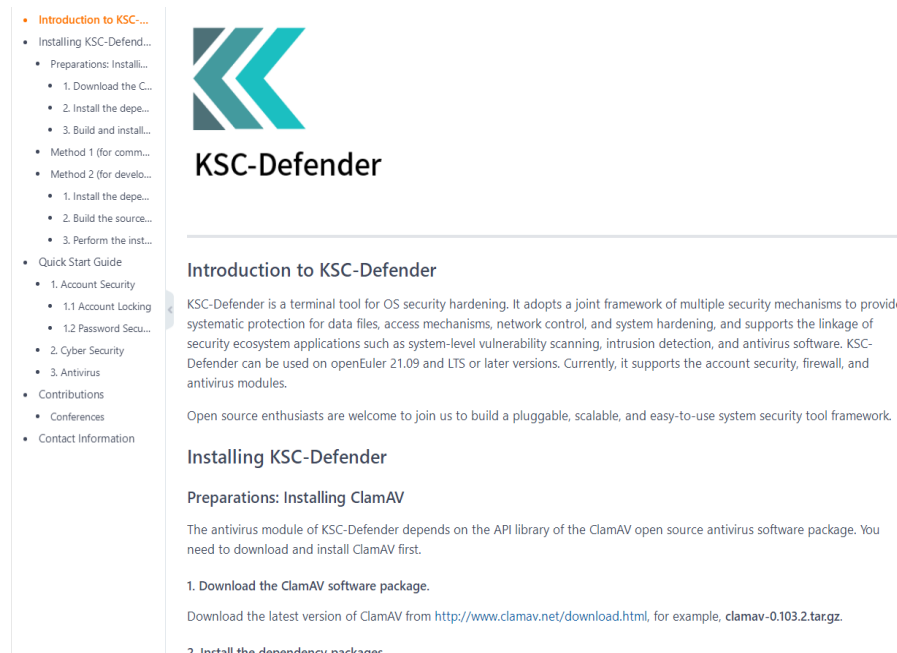 Introduction to KSC-...
Installing KSC-Defend...
Preparations: Installi...
1. Download the C...
2. Install the depe...
3. Build and install...
Method 1 (for comm...
Method 2 (for develo...
1. Install the depe...
2. Build the source...
3. Perform the inst...
Quick Start Guide
1. Account Security
1.1 Account Locking
1.2 Password Secu...
2. Cyber Security
3. Antivirus
Contributions
Conferences
Contact Information
KSC-Defender
Introduction to KSC-Defender
KSC-Defender is a terminal tool for OS security hardening. It adopts a joint framework of multiple security mechanisms to provide
systematic protection for data files, access mechanisms, network control, and system hardening, and supports the linkage of
security ecosystem applications such as system-level vulnerability scanning, intrusion detection, and antivirus software. KSC-
Defender can be used on openEuler 21.09 and LTS or later versions. Currently, it supports the account security, firewall, and
antivirus modules.
Open source enthusiasts are welcome to join us to build a pluggable, scalable, and easy-to-use system security tool framework.
Installing KSC-Defender
Preparations: Installing ClamAV
The antivirus module of KSC-Defender depends on the API library of the ClamAV open source antivirus software package. You
need to download and install ClamAV first.
1. Download the ClamAV software package.
Download the latest version of ClamAV from http://www.clamav.net/download.html, for example, clamav-0.103.2.tar.gz.
2. Install the dependency packages